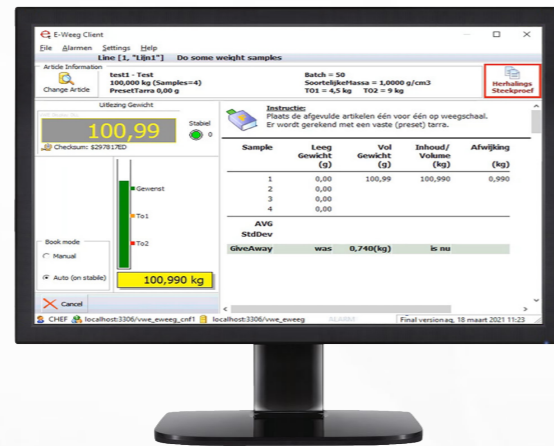 E-Weeg Client
File Alarmen Settings Help
Line [1, "Lijn1"] Do some weight samples
Article Information
Change Article
test1 - Test
100,000 kg (Samples=4)
PresetTarra 0,00 g
Batch = 50
SoortelijkeMassa = 1,0000 g/cm3
TO1 = 4,5 kg TO2 = 9 kg
Herhalings
Steekproef
Uitlezing Gewicht
100,99
Stabiel
0
Checksum: $297B17ED
Gewenst
To1
To2
Book mode
Manual
Auto (on stabile)
100,990 kg
Cancel
Instructie:
Plaats de afgevulde artikelen één voor één op weegschaal.
Er wordt gerekend met een vaste (preset) tarra.
Sample Leeg Vol Inhoud/ Afwijking
Gewicht Gewicht Volume
(g) (g) (kg) (kg)
1 0,00 100,99 100,990 0,990
2 0,00
3 0,00
4 0,00
AVG
StdDev
GiveAway was 0,740(kg) is nu
CHEF localhost:3306/vwe_eweeg_cnf1 localhost:3306/vwe_eweeg ALARM Final version aq, 18 maart 2021 11:23